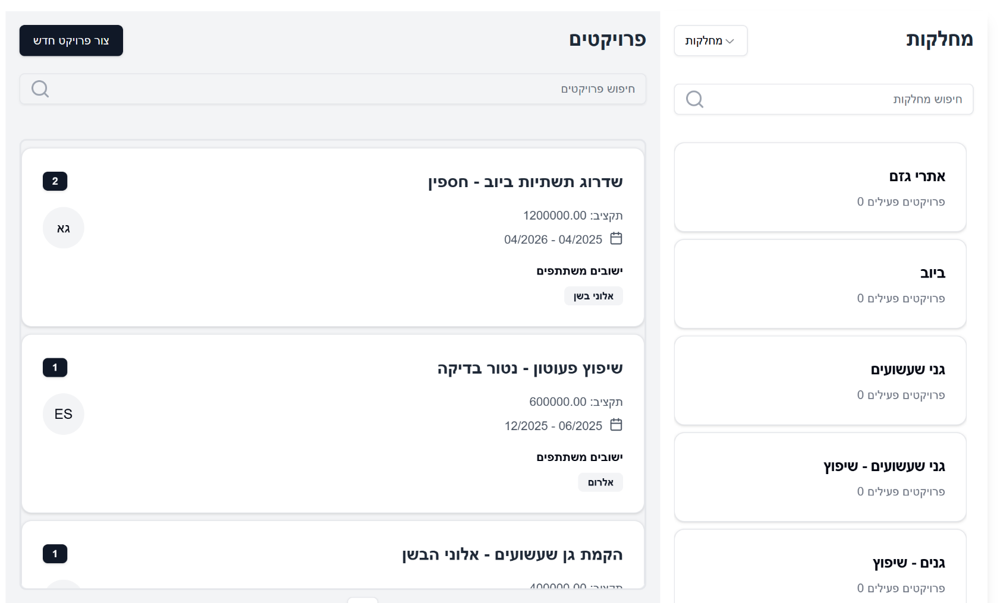 מחלקות
מחלקות
חיפוש מחלקות
אתרי גזם
פרויקטים פעילים 0
ביוב
פרויקטים פעילים 0
גני שעשועים
פרויקטים פעילים 0
גני שעשועים - שיפוץ
פרויקטים פעילים 0
גנים - שיפוץ
פרויקטים פעילים 0
פרויקטים
צור פרויקט חדש
חיפוש פרויקטים
שדרוג תשתיות ביוב - חספין
2
תקציב: 1200000.00
גא
04/2025 - 04/2026
ישובים משתתפים
אלוני בשן
שיפוץ פעוטון - נטור בדיקה
1
תקציב: 600000.00
ES
06/2025 - 12/2025
ישובים משתתפים
אלרום
הקמת גן שעשועים - אלוני הבשן
1
תקציב: 400000.00